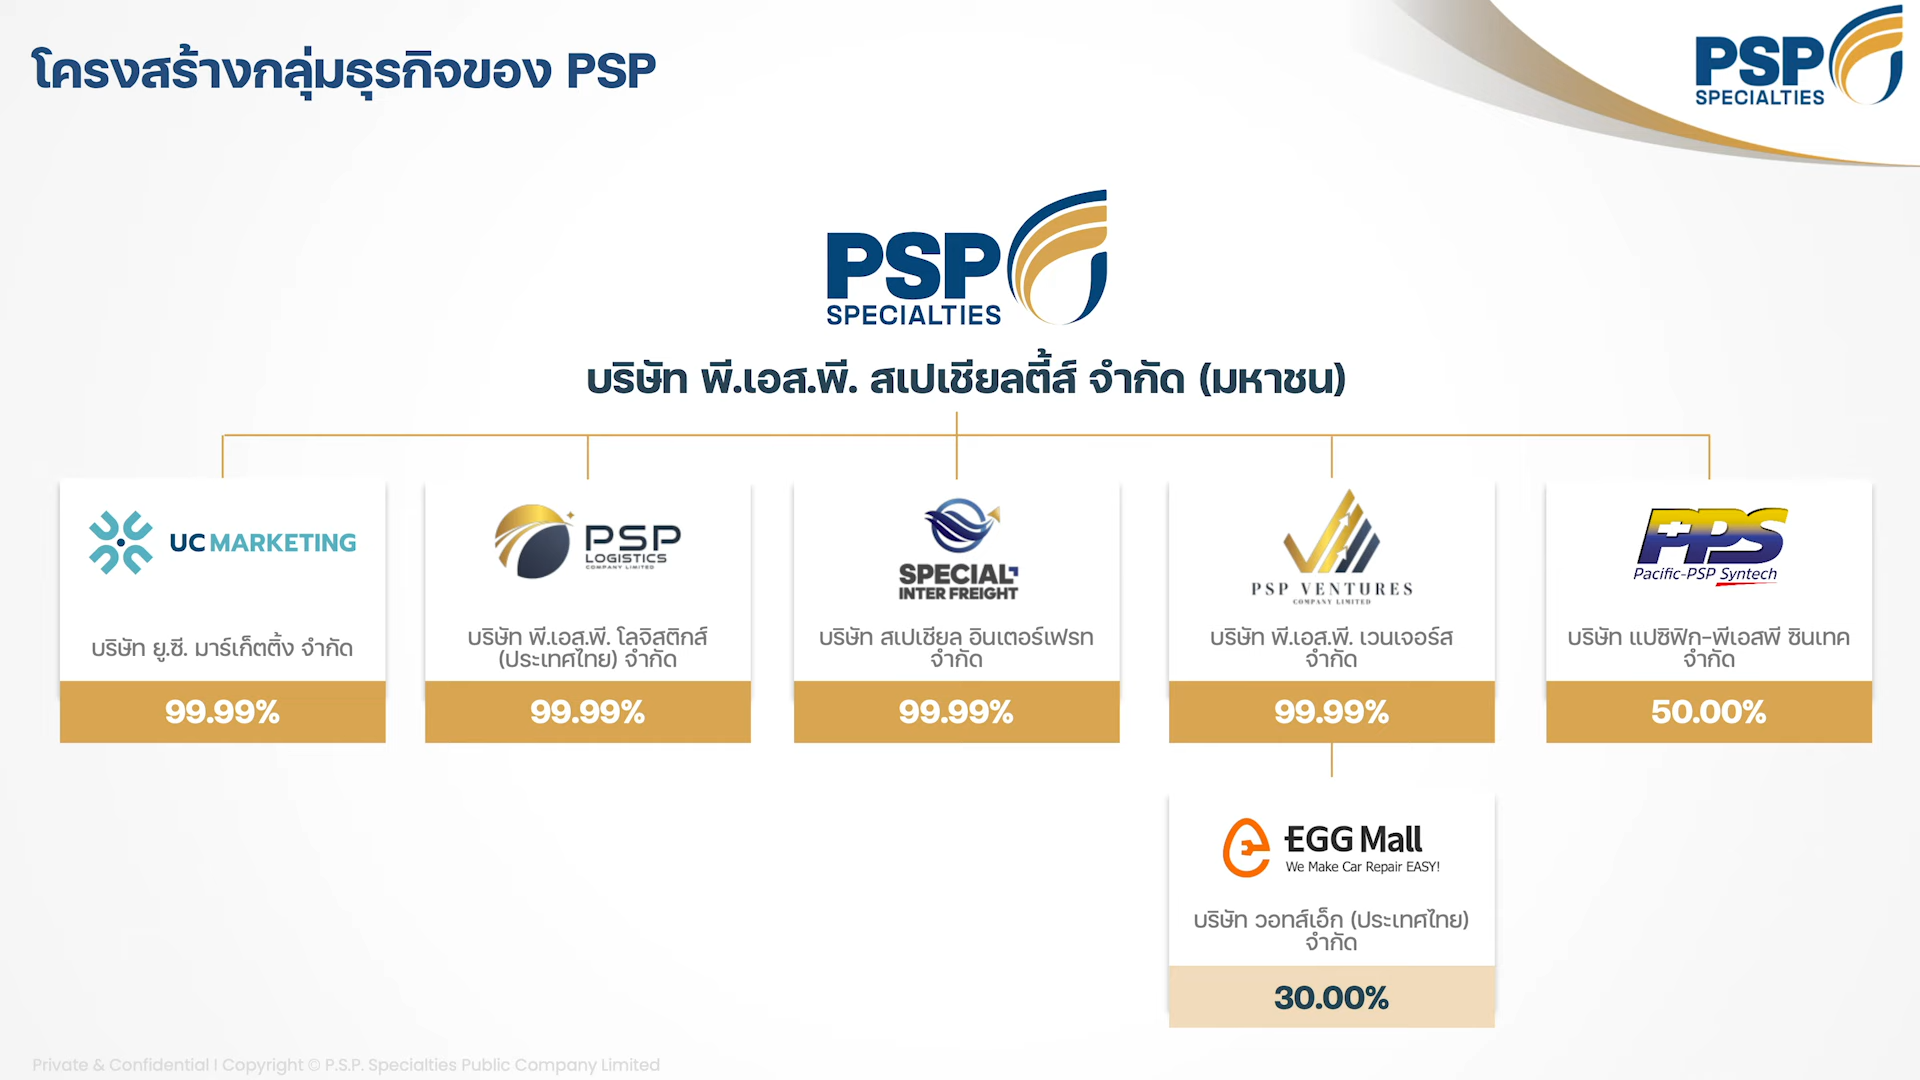 โครงสร้างกลุ่มธุรกิจของ PSP
PSP
SPECIALTIES
PSP
SPECIALTIES
บริษัท พี.เอส.พี. สเปเชียลตี้ส์ จำกัด (มหาชน)
UC MARKETING
บริษัท ยู.ซี. มาร์เก็ตติ้ง จำกัด
99.99%
PSP
LOGISTICS
COMPANY LIMITED
บริษัท พี.เอส.พี. โลจิสติกส์
(ประเทศไทย) จำกัด
99.99%
SPECIAL
INTER FREIGHT
บริษัท สเปเชียล อินเตอร์เฟรท
จำกัด
99.99%
PSP VENTURES
COMPANY LIMITED
บริษัท พี.เอส.พี. เวนเจอร์ส
จำกัด
99.99%
PPS
Pacific-PSP Syntech
บริษัท แปซิฟิก-พีเอสพี ซินเทค
จำกัด
50.00%
EGG Mall
We Make Car Repair EASY!
บริษัท วอทส์เอ็ก (ประเทศไทย)
จำกัด
30.00%
Private & Confidential I Copyright © P.S.P. Specialties Public Company Limited